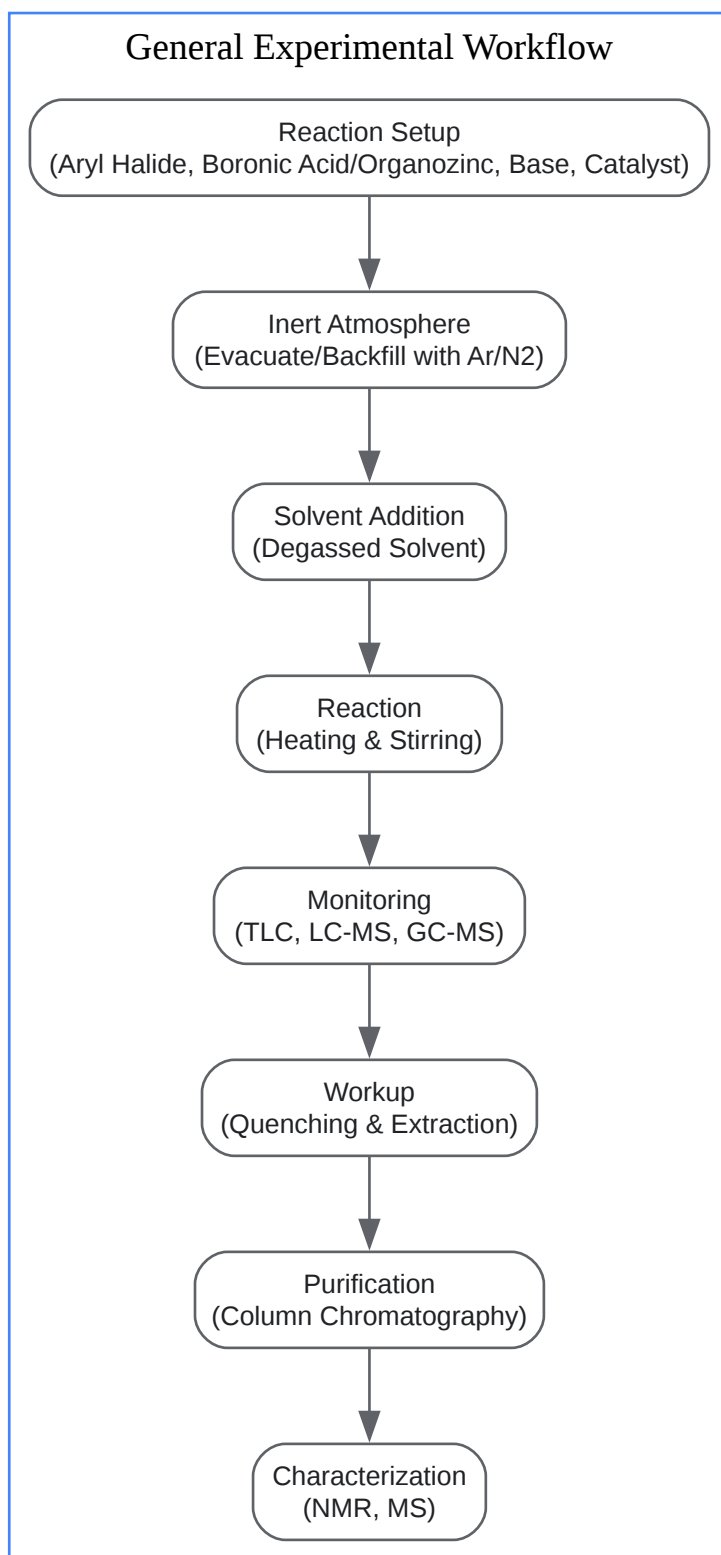 General Experimental Workflow
Reaction Setup
(Aryl Halide, Boronic Acid/Organozinc, Base, Catalyst)
Inert Atmosphere
(Evacuate/Backfill with Ar/N2)
Solvent Addition
(Degassed Solvent)
Reaction
(Heating & Stirring)
Monitoring
(TLC, LC-MS, GC-MS)
Workup
(Quenching & Extraction)
Purification
(Column Chromatography)
Characterization
(NMR, MS)